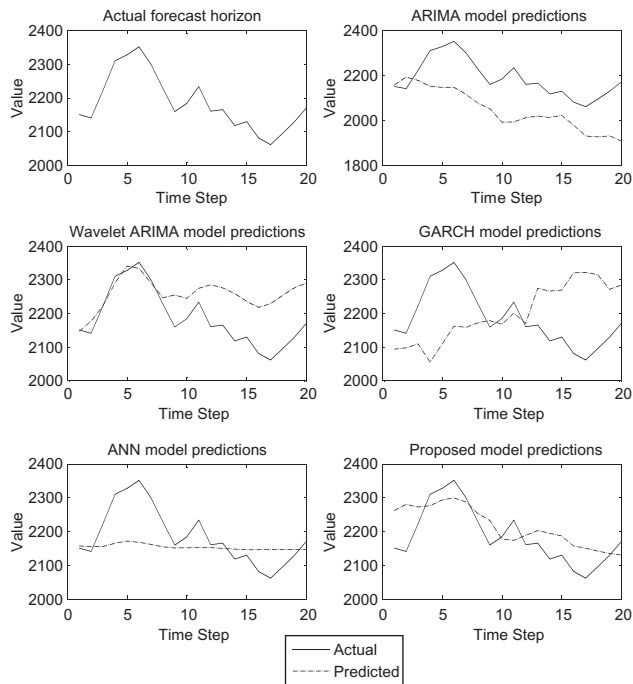 Actual forecast horizon
2400
2300
2200
2100
2000
Value
0 5 10 15 20
Time Step
ARIMA model predictions
2400
2200
2000
1800
Value
0 5 10 15 20
Time Step
Wavelet ARIMA model predictions
2400
2300
2200
2100
2000
Value
0 5 10 15 20
Time Step
GARCH model predictions
2400
2300
2200
2100
2000
Value
0 5 10 15 20
Time Step
ANN model predictions
2400
2300
2200
2100
2000
Value
0 5 10 15 20
Time Step
Proposed model predictions
2400
2300
2200
2100
2000
Value
0 5 10 15 20
Time Step
Actual
Predicted